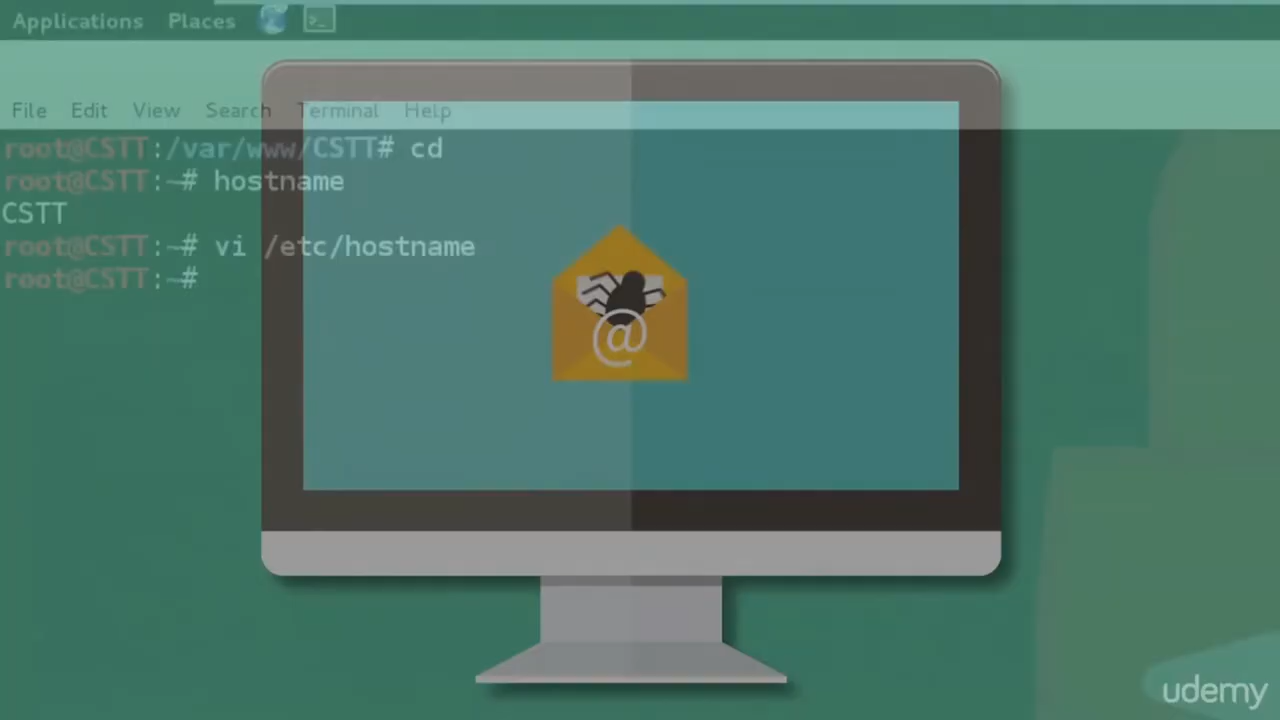 Applications Places
File Edit View Search Terminal Help
root@CSTT:/var/www/CSTT# cd
root@CSTT:~# hostname
CSTT
root@CSTT:~# vi /etc/hostname
root@CSTT:~#
@
udemy